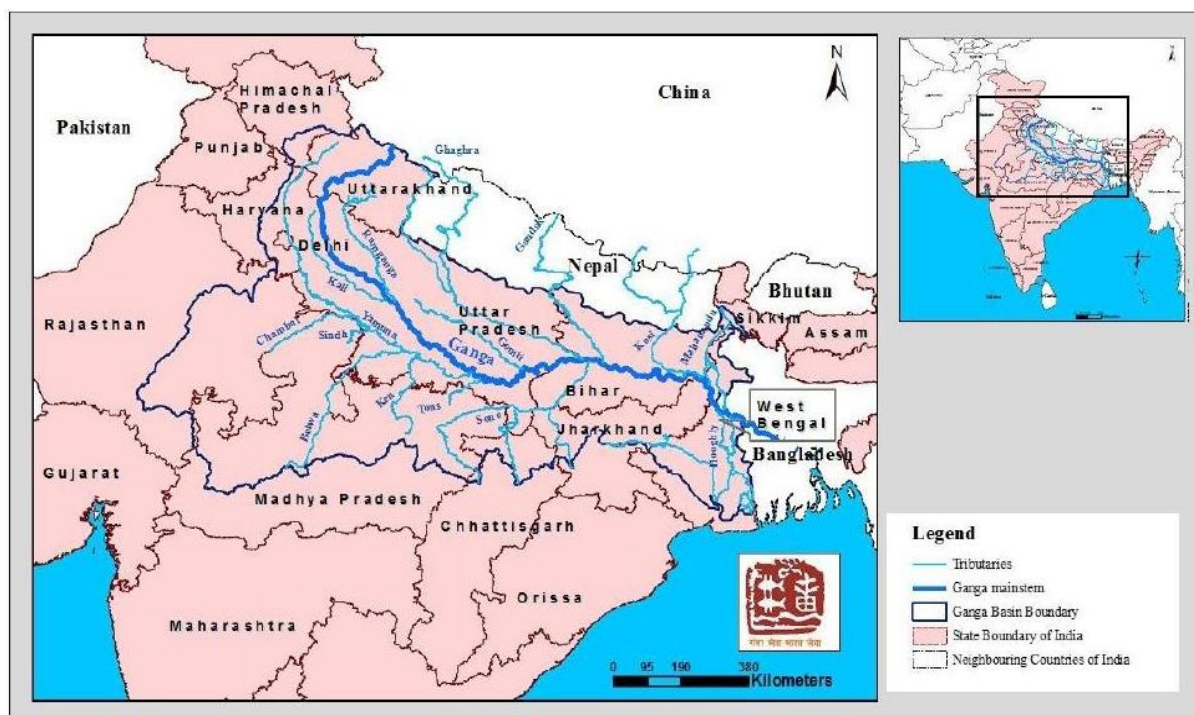 N
China
Himachal
Pradesh
Pakistan
Punjab
Ghaghra
Uttarakhand
Haryana
Delhi
Ramganga
Gandak
Nepal
Bhutan
Sikkim
Assam
Kali
Rajasthan
Uttar
Pradesh
Chambal
Sindh
Yamuna
Ganga
Gomti
Kosi
Mahananda
Bihar
Ken
Tons
Sone
Betwa
Jharkhand
West
Bengal
Hooghly
Bangladesh
Gujarat
Madhya Pradesh
Chhattisgarh
Orissa
Maharashtra
गंगा सेवा भारत सेवा
0 95 190 380
Kilometers
Legend
Tributaries
Ganga mainstem
Ganga Basin Boundary
State Boundary of India
Neighbouring Countries of India